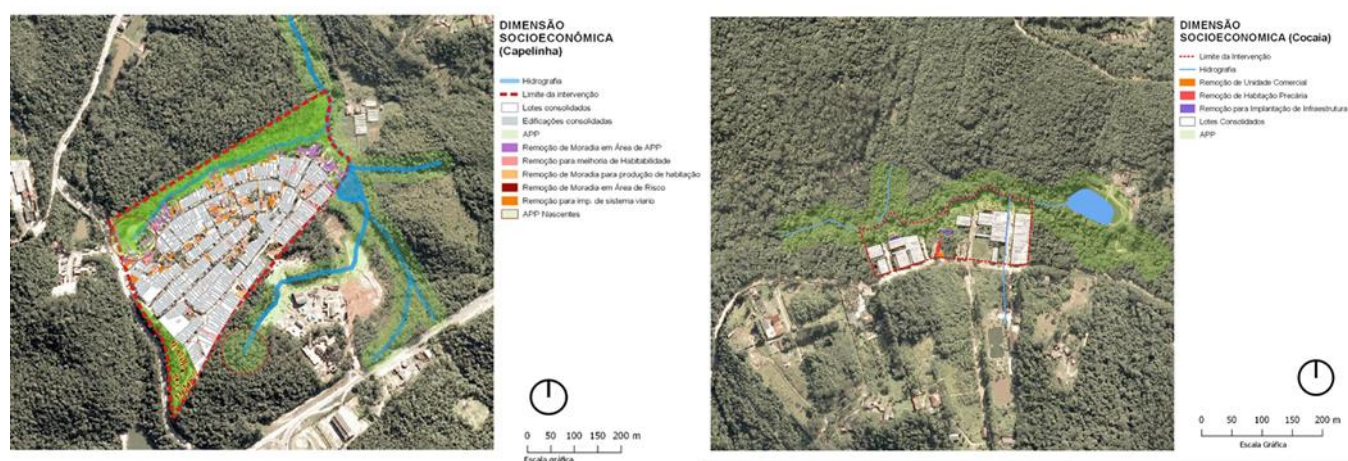 DIMENSÃO
SOCIOECONÔMICA
(Capelinha)
Hidrografia
Limite da intervenção
Lotes consolidados
Edificações consolidadas
APP
Remoção de Moradia em Área de APP
Remoção para melhoria de Habitabilidade
Remoção de Moradia para produção de habitação
Remoção de Moradia em Área de Risco
Remoção para imp. de sistema viario
APP Nascentes
0 50 100 150 200 m
Escala gráfica
DIMENSÃO
SOCIOECONOMICA (Cocaia)
Limite da Intervenção
Hidrografia
Remoção de Unidade Comercial
Remoção de Habitação Precária
Remoção para Implantação de Infraestrutura
Lotes Consolidados
APP
0 50 100 150 200 m
Escala Gráfica